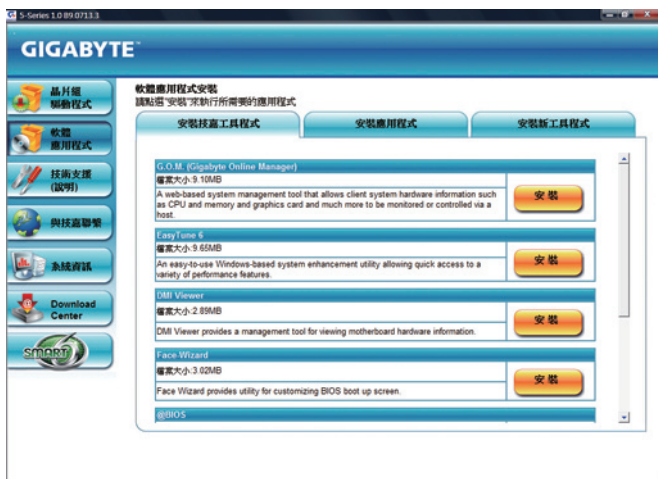 5-Series 1.0 B9.0713.3
GIGABYTE™
晶片組
驅動程式
軟體
應用程式
技術支援
(說明)
與技嘉聯繫
系統資訊
Download
Center
SMART
軟體應用程式安裝
請點選"安裝"來執行所需要的應用程式
安裝技嘉工具程式
安裝應用程式
安裝新工具程式
G.O.M. (Gigabyte Online Manager)
檔案大小:9.10MB
A web-based system management tool that allows client system hardware information such
as CPU and memory and graphics card and much more to be monitored or controlled via a
host.
安裝
EasyTune 6
檔案大小:9.65MB
An easy-to-use Windows-based system enhancement utility allowing quick access to a
variety of performance features.
安裝
DMI Viewer
檔案大小:2.89MB
DMI Viewer provides a management tool for viewing motherboard hardware information.
安裝
Face-Wizard
檔案大小:3.02MB
Face Wizard provides utility for customizing BIOS boot up screen.
安裝
@BIOS